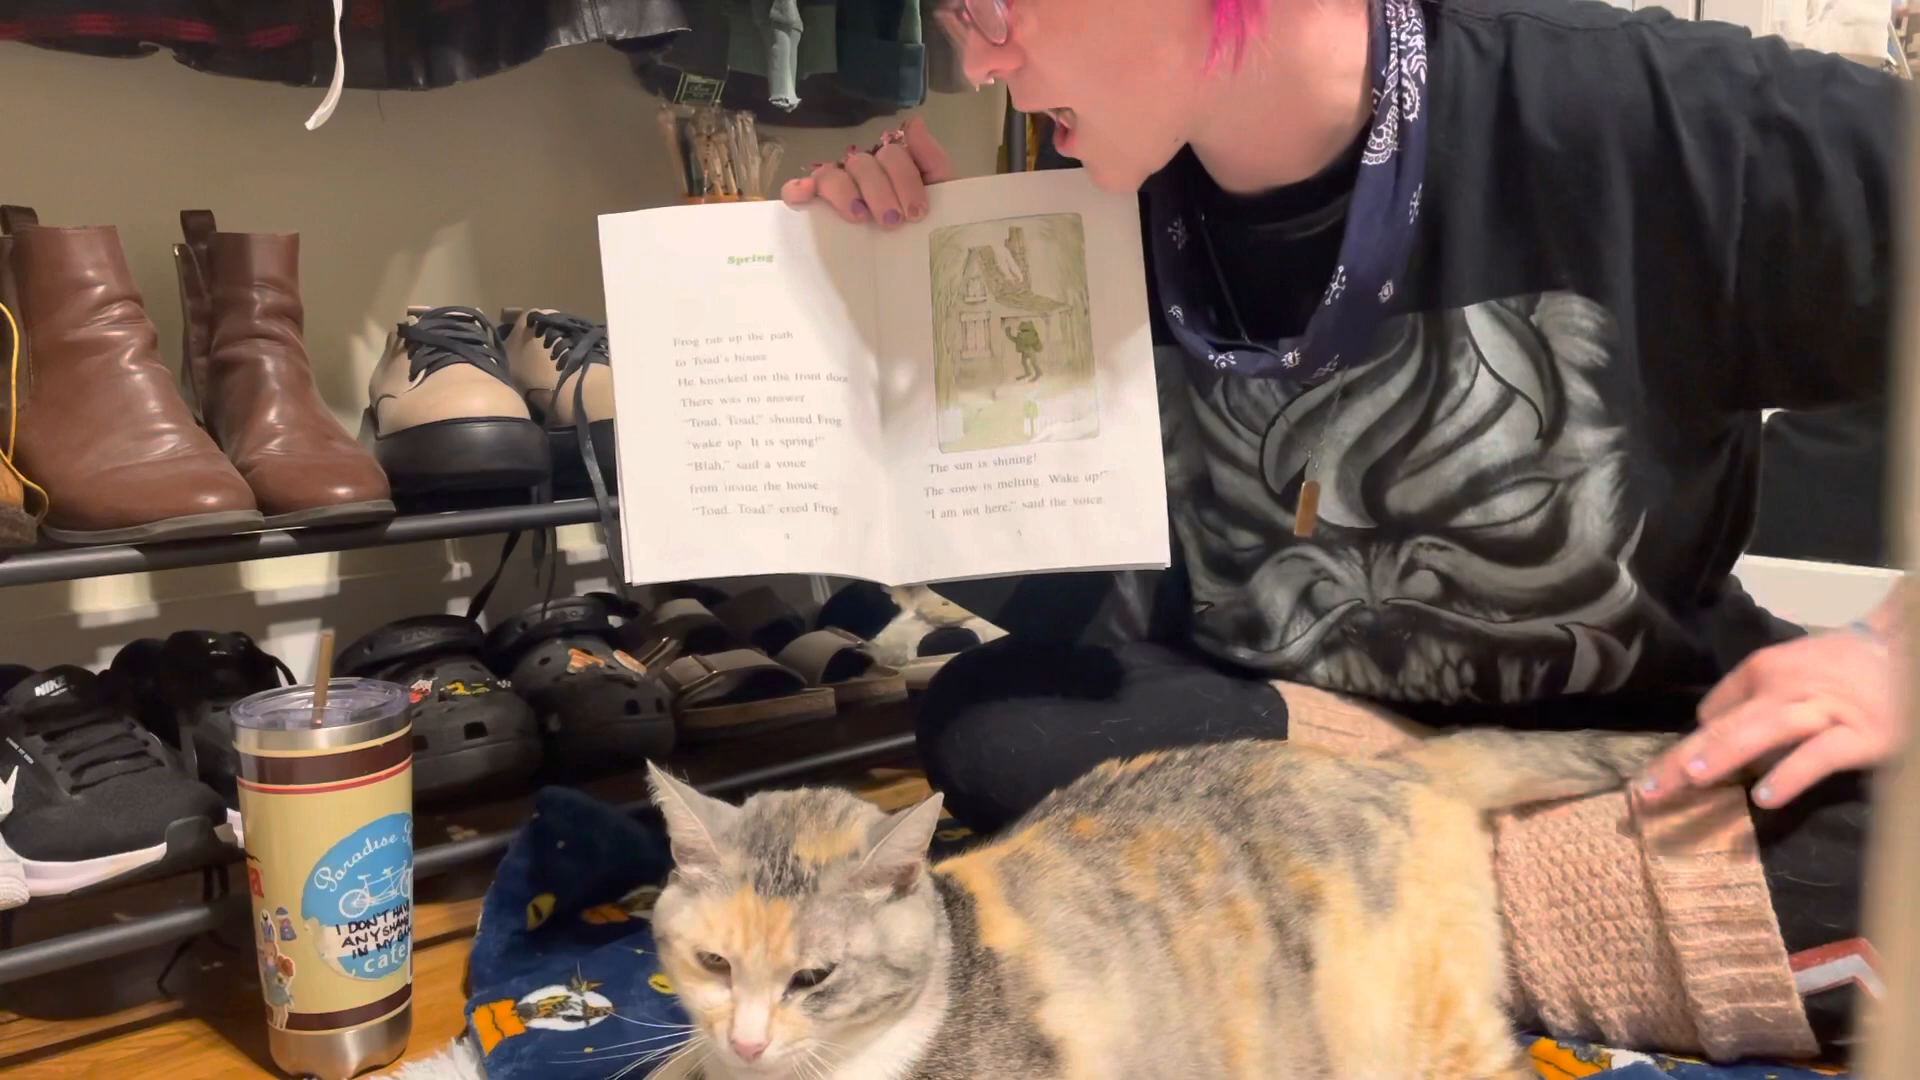 Spring
Frog ran up the path
to Toad's house.
He knocked on the front door.
There was no answer.
"Toad, Toad," shouted Frog,
"wake up. It is spring!"
"Blah," said a voice
from inside the house.
"Toad, Toad," cried Frog.
4
The sun is shining!
The snow is melting. Wake up!"
"I am not here," said the voice.
5
NIKE
Paradise
I DON'T HAVE
ANY SHAME
IN MY
cafe